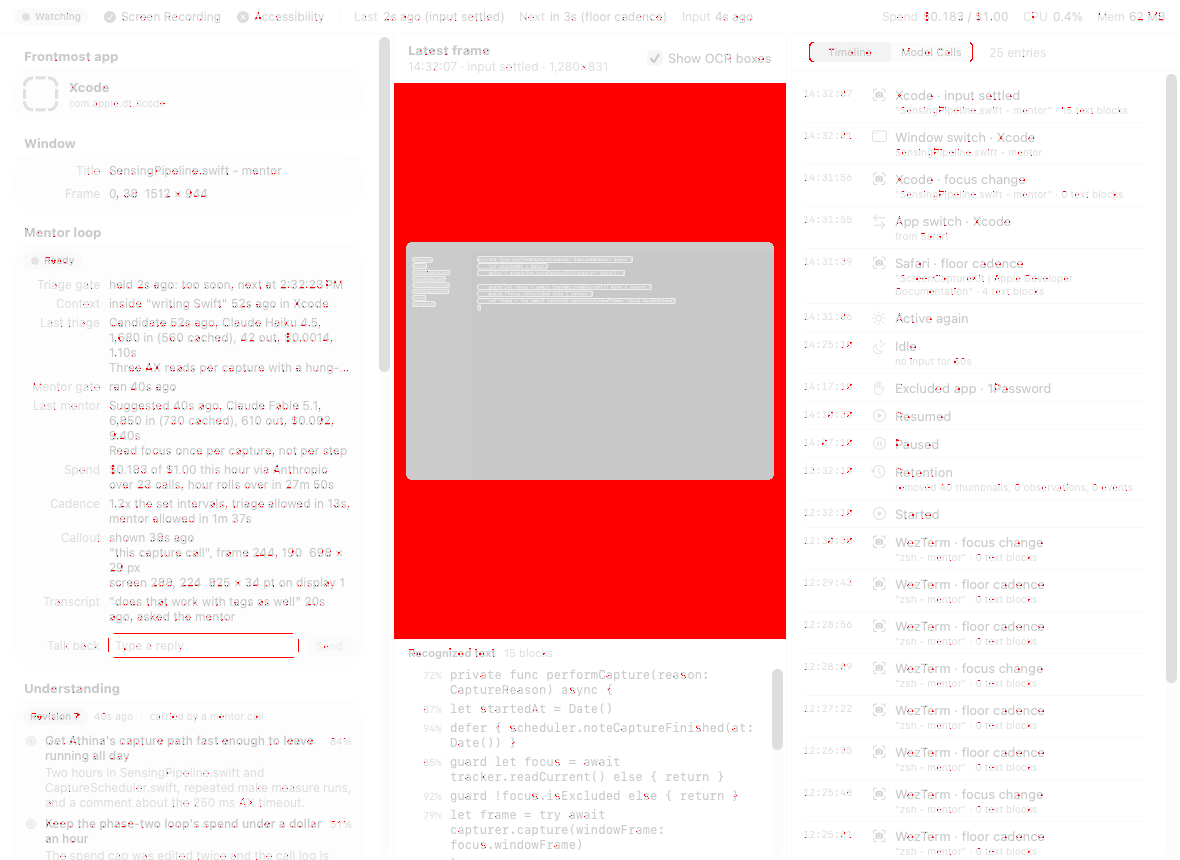 Watching
Screen Recording
Accessibility
Last 2s ago (input settled)
Next in 3s (floor cadence)
Input 4s ago
Spend $0.183 / $1.00
CPU 0.4%
Mem 62 MB
Frontmost app
Xcode
com.apple.dt.Xcode
Window
Title SensingPipeline.swift - mentor
Frame 0, 38 1512 × 944
Mentor loop
Ready
Triage gate held 2s ago: too soon, next at 2:32:23 PM
Context inside "writing Swift" 52s ago in Xcode
Last triage Candidate 52s ago, Claude Haiku 4.5,
1,680 in (560 cached), 42 out, $0.0014,
1.10s
Three AX reads per capture with a hung-...
Mentor gate ran 40s ago
Last mentor Suggested 40s ago, Claude Fable 5.1,
6,850 in (730 cached), 610 out, $0.092,
9.40s
Read focus once per capture, not per step
Spend $0.183 of $1.00 this hour via Anthropic
over 23 calls, hour rolls over in 27m 50s
Cadence 1.2x the set intervals, triage allowed in 13s,
mentor allowed in 1m 37s
Callout shown 38s ago
"this capture call", frame 244, 190 698 ×
29 px
screen 288, 224 825 × 34 pt on display 1
Transcript "does that work with tags as well" 20s
ago, asked the mentor
Talk back Type a reply Send
Understanding
Revision 7 40s ago · carried by a mentor call
Get Athina's capture path fast enough to leave 84%
running all day
Two hours in SensingPipeline.swift and
CaptureScheduler.swift, repeated make measure runs,
and a comment about the 250 ms AX timeout.
Keep the phase-two loop's spend under a dollar 61%
an hour
The spend cap was edited twice and the call log is
Latest frame
14:32:07 · input settled · 1,280×831
Show OCR boxes
Recognized text 15 blocks
72% private func performCapture(reason:
CaptureReason) async {
87% let startedAt = Date()
94% defer { scheduler.noteCaptureFinished(at:
Date()) }
85% guard let focus = await
tracker.readCurrent() else { return }
92% guard !focus.isExcluded else { return }
79% let frame = try await
capturer.capture(windowFrame:
focus.windowFrame)
Timeline
Model Calls
25 entries
14:32:07 Xcode · input settled
"SensingPipeline.swift - mentor" · 15 text blocks
14:32:01 Window switch · Xcode
SensingPipeline.swift - mentor
14:31:56 Xcode · focus change
"SensingPipeline.swift - mentor" · 0 text blocks
14:31:55 App switch · Xcode
from Safari
14:31:39 Safari · floor cadence
"ScreenCaptureKit | Apple Developer
Documentation" · 4 text blocks
Active again
14:25:18 Idle
no input for 60s
14:17:18 Excluded app · 1Password
Resumed
Paused
Retention
removed 40 thumbnails, 0 observations, 0 events
12:32:18 Started
WezTerm · focus change
"zsh - mentor" · 0 text blocks
12:29:43 WezTerm · floor cadence
"zsh - mentor" · 0 text blocks
12:28:56 WezTerm · floor cadence
"zsh - mentor" · 0 text blocks
12:28:09 WezTerm · focus change
"zsh - mentor" · 0 text blocks
12:27:22 WezTerm · floor cadence
"zsh - mentor" · 0 text blocks
12:26:35 WezTerm · floor cadence
"zsh - mentor" · 0 text blocks
12:25:48 WezTerm · focus change
"zsh - mentor" · 0 text blocks
12:25:01 WezTerm · floor cadence